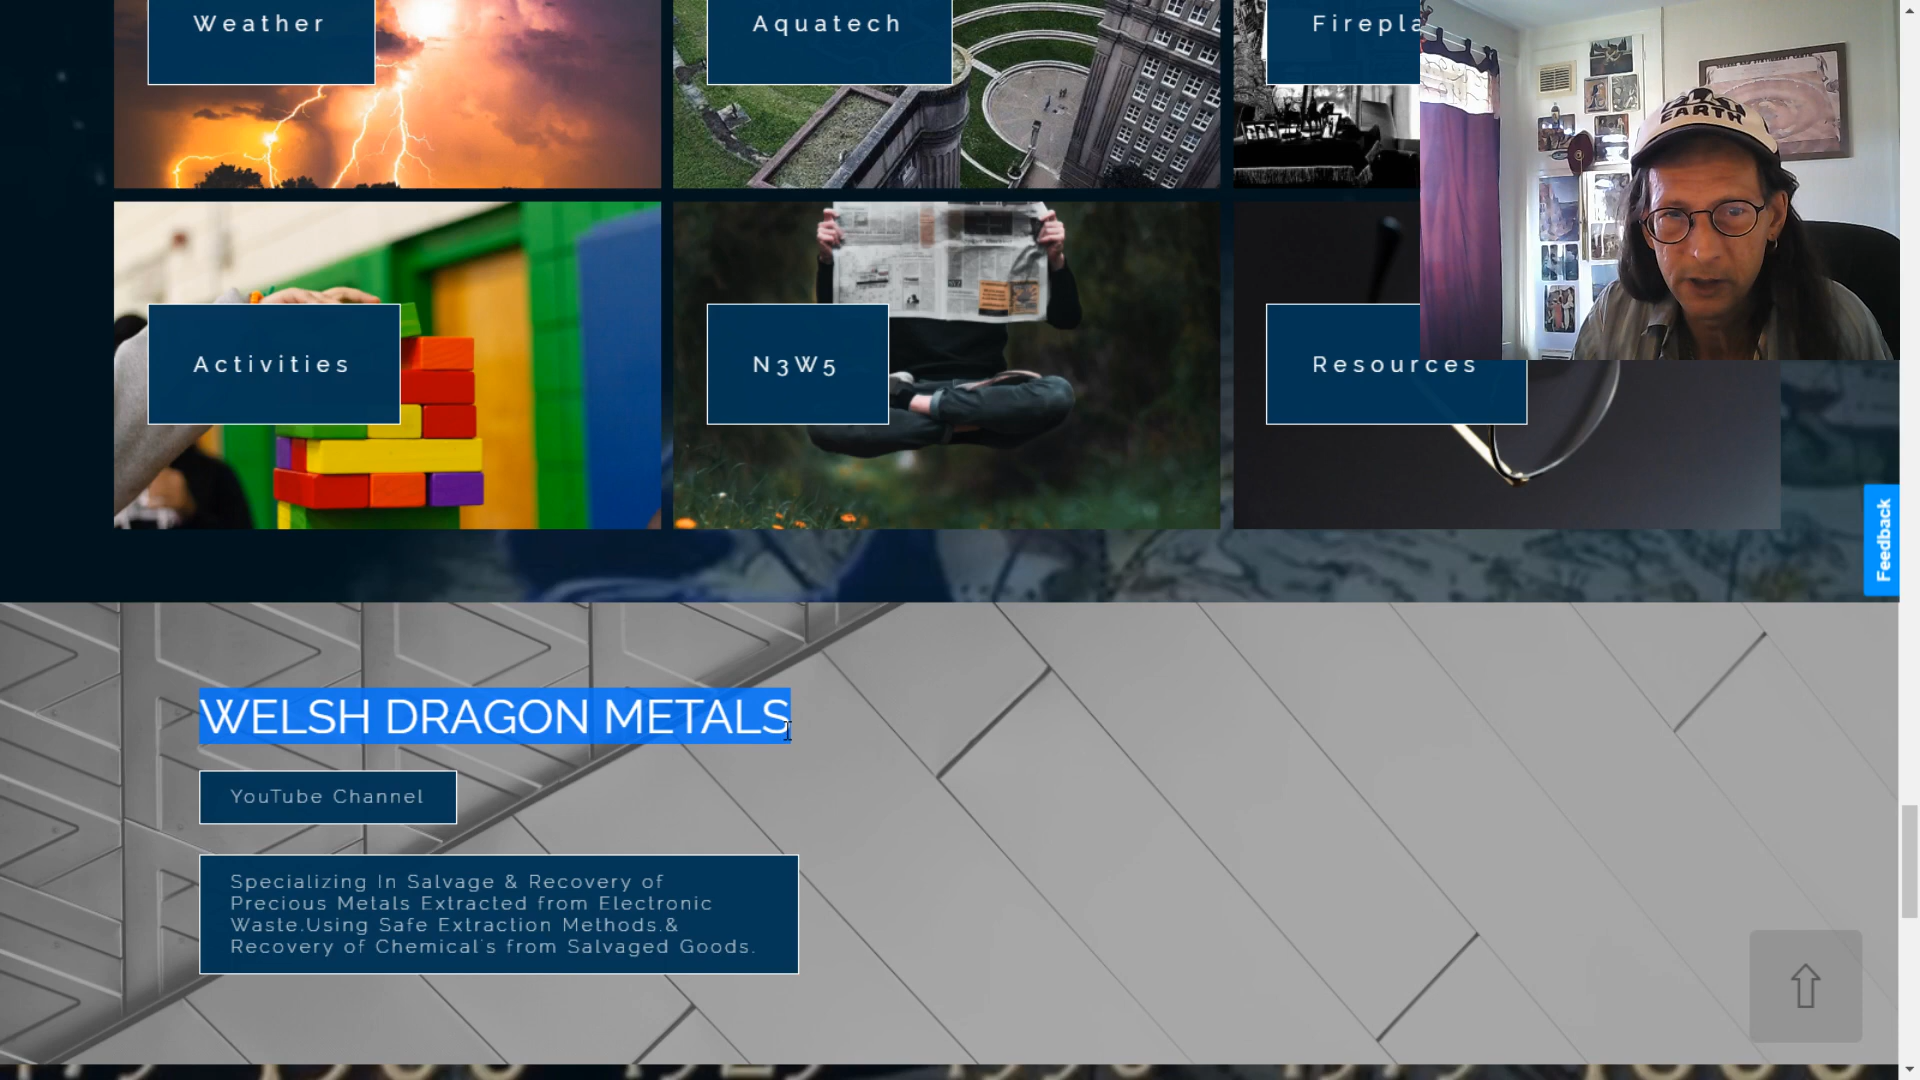 Weather
Aquatech
Firepla
EARTH
Activities
N3W5
Resources
Feedback
WELSH DRAGON METALS
YouTube Channel
Specializing In Salvage & Recovery of
Precious Metals Extracted from Electronic
Waste.Using Safe Extraction Methods.&
Recovery of Chemical's from Salvaged Goods.